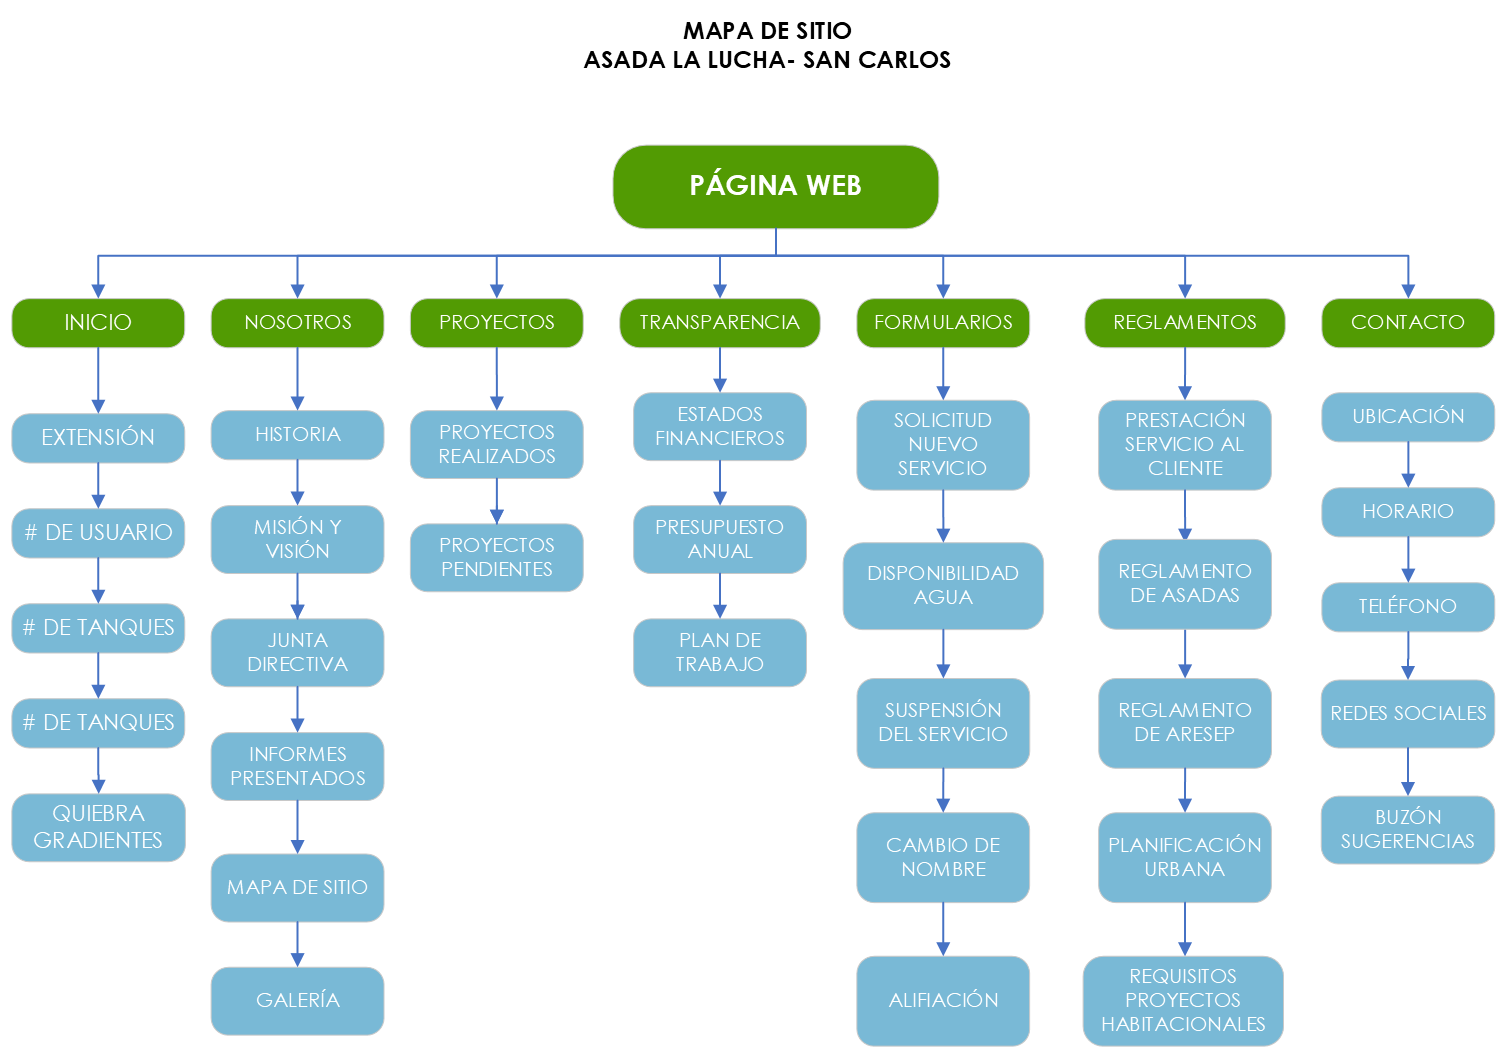 MAPA DE SITIO
ASADA LA LUCHA- SAN CARLOS
PÁGINA WEB
INICIO
EXTENSIÓN
# DE USUARIO
# DE TANQUES
# DE TANQUES
QUIEBRA
GRADIENTES
NOSOTROS
HISTORIA
MISIÓN Y
VISIÓN
JUNTA
DIRECTIVA
INFORMES
PRESENTADOS
MAPA DE SITIO
GALERÍA
PROYECTOS
PROYECTOS
REALIZADOS
PROYECTOS
PENDIENTES
TRANSPARENCIA
ESTADOS
FINANCIEROS
PRESUPUESTO
ANUAL
PLAN DE
TRABAJO
FORMULARIOS
SOLICITUD
NUEVO
SERVICIO
DISPONIBILIDAD
AGUA
SUSPENSIÓN
DEL SERVICIO
CAMBIO DE
NOMBRE
ALIFIACIÓN
REGLAMENTOS
PRESTACIÓN
SERVICIO AL
CLIENTE
REGLAMENTO
DE ASADAS
REGLAMENTO
DE ARESEP
PLANIFICACIÓN
URBANA
REQUISITOS
PROYECTOS
HABITACIONALES
CONTACTO
UBICACIÓN
HORARIO
TELÉFONO
REDES SOCIALES
BUZÓN
SUGERENCIAS